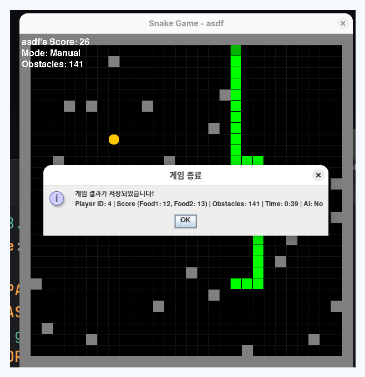 Snake Game - asdf
asdf's Score: 26
Mode: Manual
Obstacles: 141
게임 종료
게임 결과가 저장되었습니다!
Player ID: 4 | Score (Food1: 12, Food2: 13) | Obstacles: 141 | Time: 0:39 | AI: No
OK